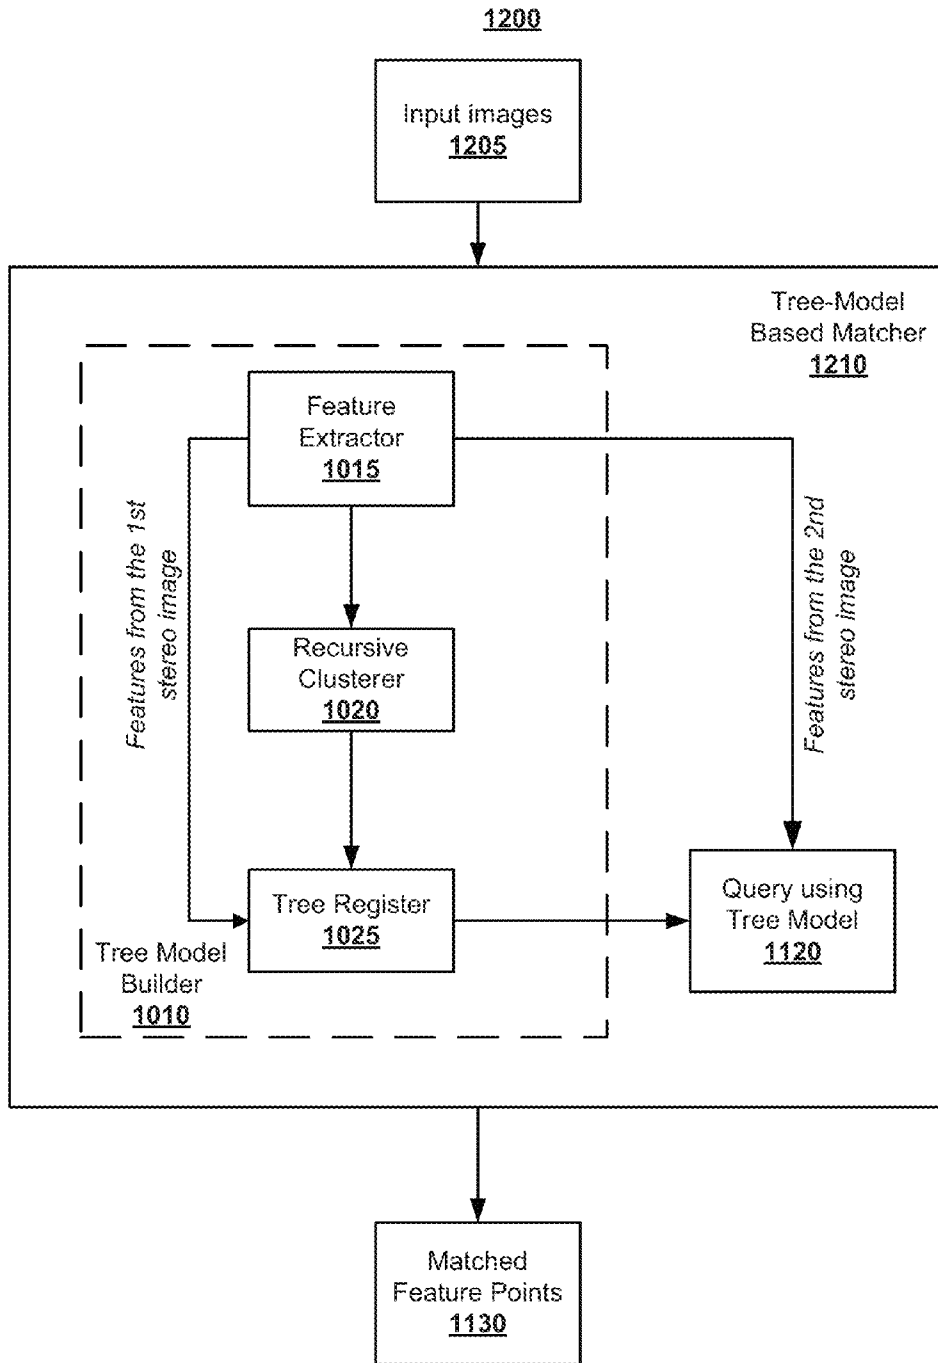 1200
Input images
1205
Tree-Model
Based Matcher
1210
Feature
Extractor
1015
Features from the 1st
stereo image
Features from the 2nd
stereo image
Recursive
Clusterer
1020
Tree Register
1025
Query using
Tree Model
1120
Tree Model
Builder
1010
Matched
Feature Points
1130